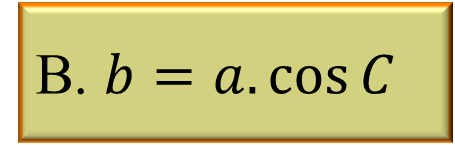 B. b = a. cos C